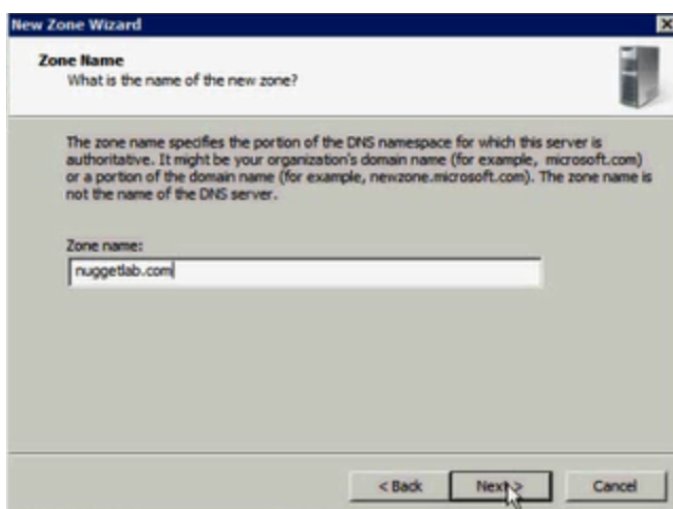 New Zone Wizard
Zone Name
What is the name of the new zone?
The zone name specifies the portion of the DNS namespace for which this server is
authoritative. It might be your organization's domain name (for example, microsoft.com)
or a portion of the domain name (for example, newzone.microsoft.com). The zone name is
not the name of the DNS server.
Zone name:
nuggetlab.com
< Back Next > Cancel